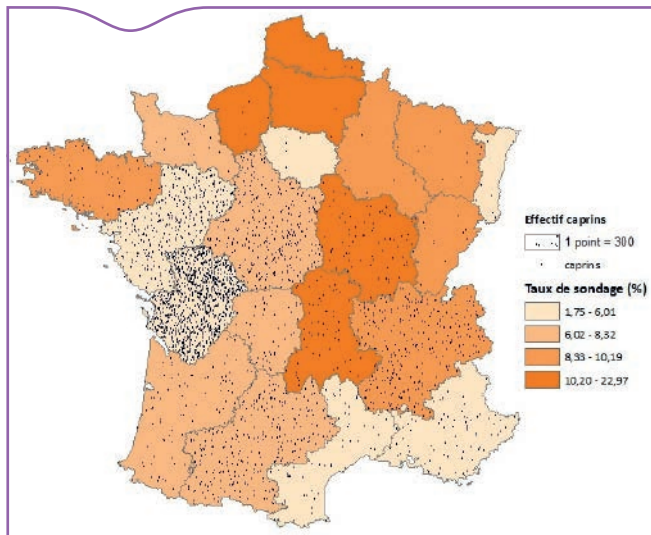 Effectif caprins
1 point = 300
caprins
Taux de sondage (%)
1,75 - 6,01
6,02 - 8,32
8,33 - 10,19
10,20 - 22,97